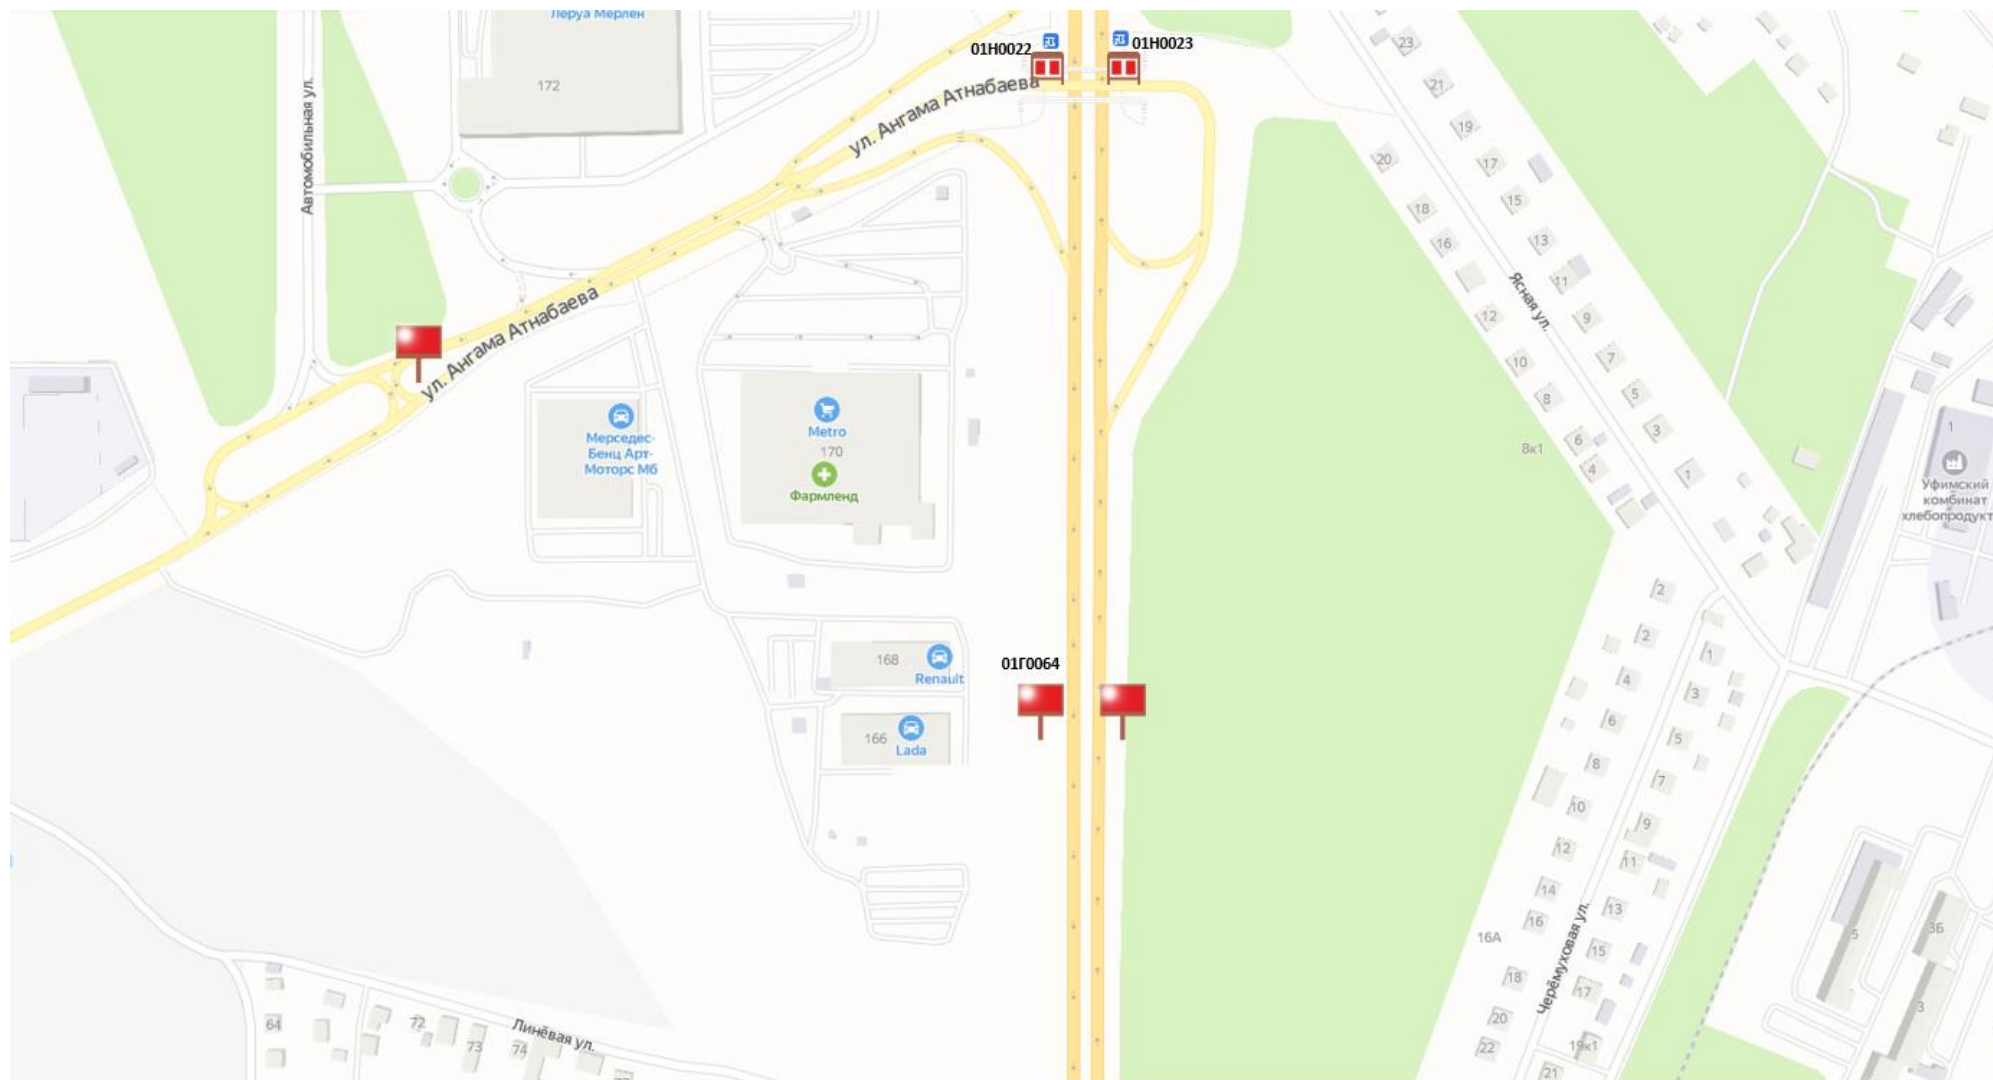 Леруа Мерлен
172
Автомобильная ул.
ул. Ангама Атнабаева
01Н0022
01Н0023
ул. Ангама Атнабаева
Мерседес-
Бенц Арт-
Моторс Мб
Metro
170
Фармленд
168
Renault
166
Lada
01Г0064
23
21
19
17
15
13
11
9
7
5
3
1
20
18
16
12
10
8
6
4
8к1
Ясная ул.
1
Уфимский
комбинат
хлебопродукт
2
2
4
6
8
10
12
14
16
16А
18
20
22
1
3
5
7
9
11
13
15
17
19к1
21
Черёмуховая ул.
5
3Б
3
64
72
73
74
Линёвая ул.